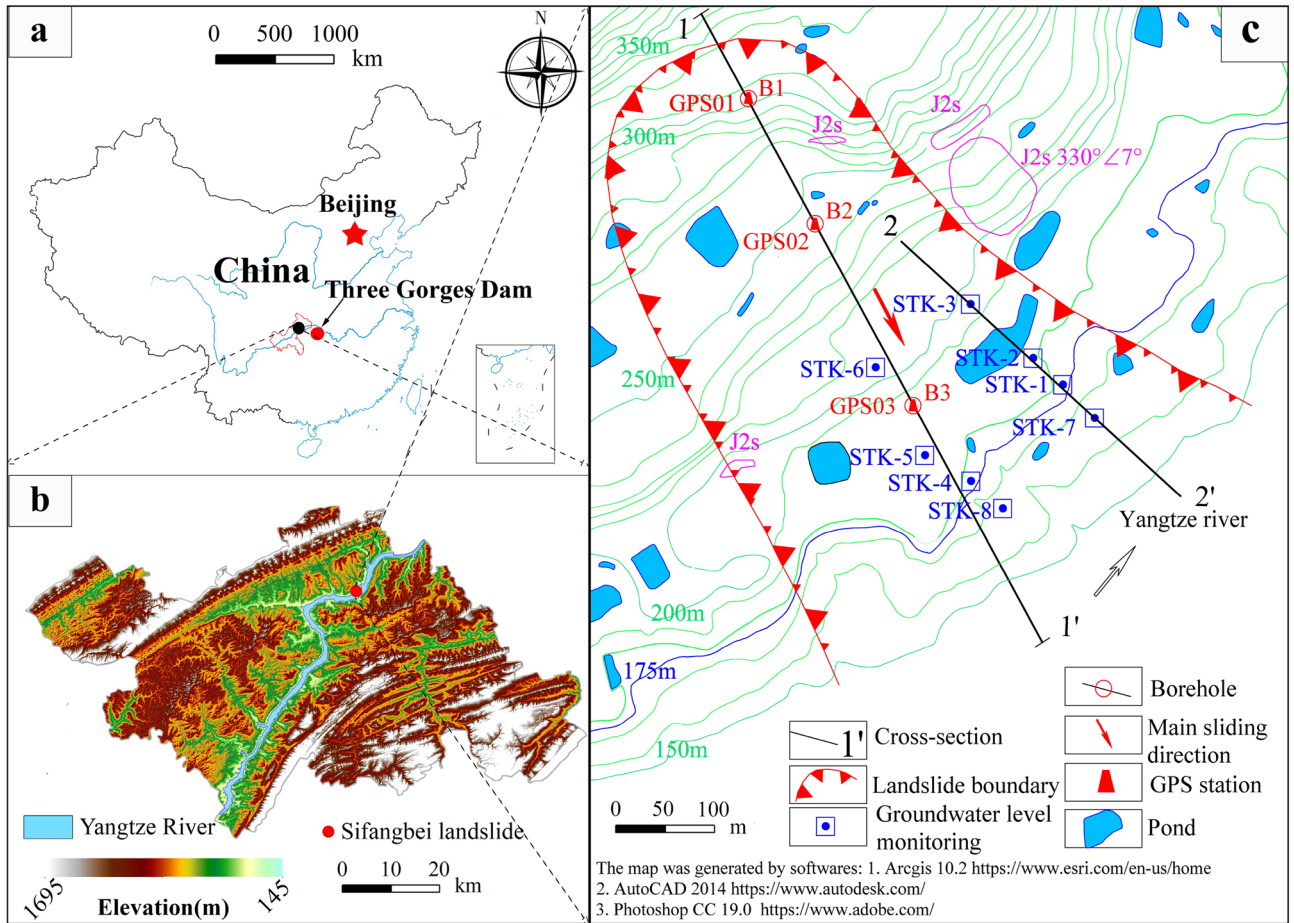 a
0 500 1000
km
N
Beijing
China
Three Gorges Dam
b
Yangtze River
Sifangbei landslide
1695
145
Elevation(m)
0 10 20
km
c
1
350m
B1
GPS01
J2s
J2s
300m
J2s 330° ∠7°
B2
GPS02
2
STK-3
STK-2
STK-6
STK-1
250m
B3
GPS03
STK-7
J2s
STK-5
STK-4
2'
STK-8
Yangtze river
200m
1'
175m
150m
Borehole
1'
Cross-section
Main sliding
direction
Landslide boundary
GPS station
0 50 100
m
Groundwater level
monitoring
Pond
The map was generated by softwares: 1. Arcgis 10.2 https://www.esri.com/en-us/home
2. AutoCAD 2014 https://www.autodesk.com/
3. Photoshop CC 19.0 https://www.adobe.com/